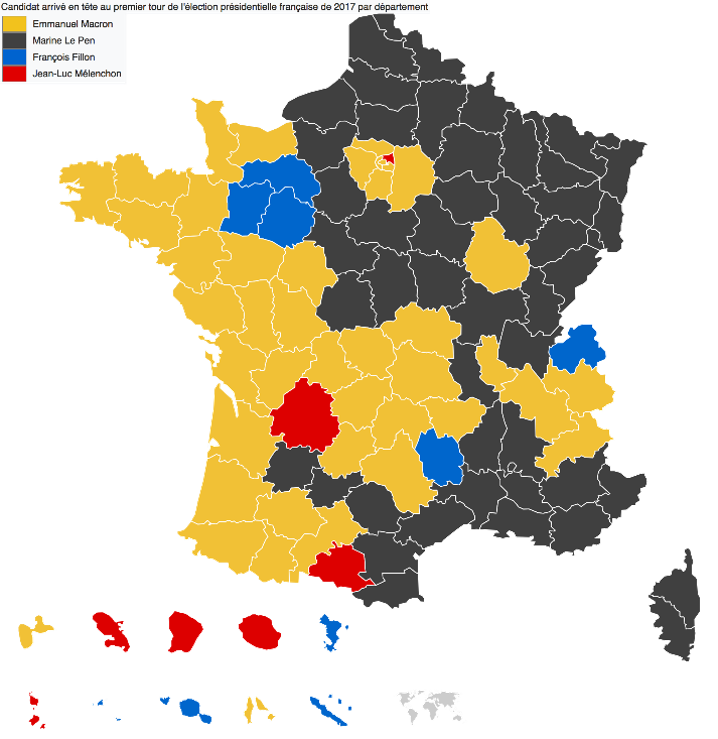 Candidat arrivé en tête au premier tour de l'élection présidentielle française de 2017 par département
Emmanuel Macron
Marine Le Pen
François Fillon
Jean-Luc Mélenchon